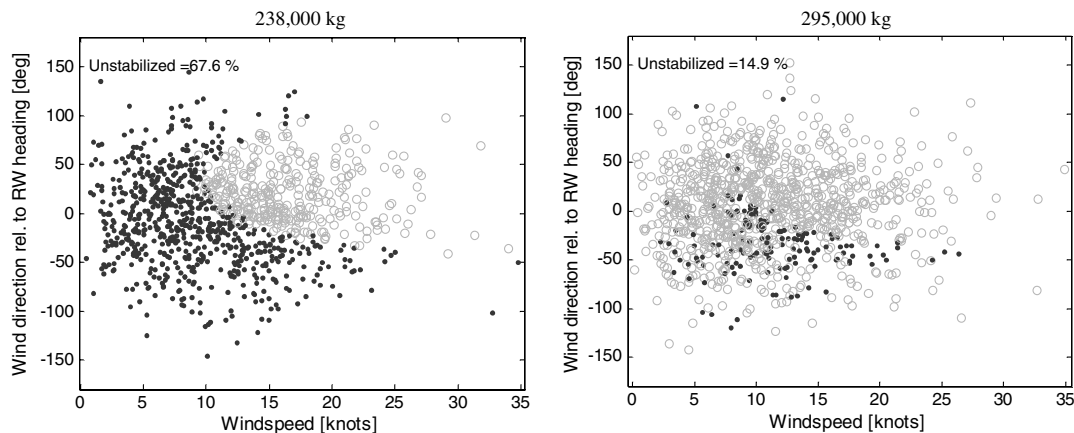 238,000 kg
Unstabilized =67.6 %
Wind direction rel. to RW heading [deg]
150
100
50
0
-50
-100
-150
0 5 10 15 20 25 30 35
Windspeed [knots]
295,000 kg
Unstabilized =14.9 %
Wind direction rel. to RW heading [deg]
150
100
50
0
-50
-100
-150
0 5 10 15 20 25 30 35
Windspeed [knots]